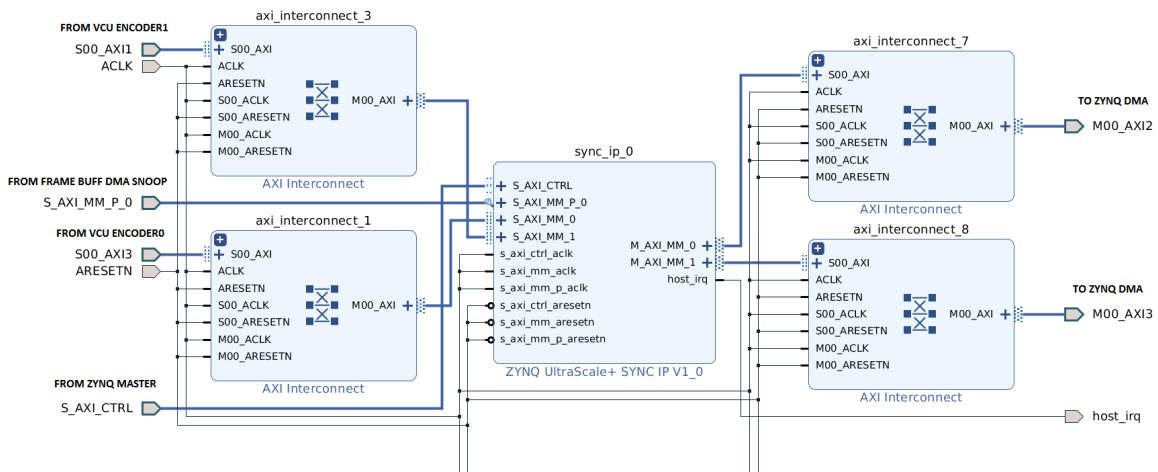 FROM VCU ENCODER1
S00_AXI1
ACLK
axi_interconnect_3
S00_AXI
ACLK
ARESETN
S00_ACLK
S00_ARESETN
M00_ACLK
M00_ARESETN
M00_AXI
AXI Interconnect
FROM FRAME BUFF DMA SNOOP
S_AXI_MM_P_0
FROM VCU ENCODER0
S00_AXI3
ARESETN
axi_interconnect_1
S00_AXI
ACLK
ARESETN
S00_ACLK
S00_ARESETN
M00_ACLK
M00_ARESETN
M00_AXI
AXI Interconnect
FROM ZYNQ MASTER
S_AXI_CTRL
sync_ip_0
S_AXI_CTRL
S_AXI_MM_P_0
S_AXI_MM_0
S_AXI_MM_1
s_axi_ctrl_aclk
s_axi_mm_aclk
s_axi_mm_p_aclk
s_axi_ctrl_aresetn
s_axi_mm_aresetn
s_axi_mm_p_aresetn
M_AXI_MM_0
M_AXI_MM_1
host_irq
ZYNQ UltraScale+ SYNC IP V1_0
axi_interconnect_7
S00_AXI
ACLK
ARESETN
S00_ACLK
S00_ARESETN
M00_ACLK
M00_ARESETN
M00_AXI
AXI Interconnect
TO ZYNQ DMA
M00_AXI2
axi_interconnect_8
S00_AXI
ACLK
ARESETN
S00_ACLK
S00_ARESETN
M00_ACLK
M00_ARESETN
M00_AXI
AXI Interconnect
TO ZYNQ DMA
M00_AXI3
host_irq